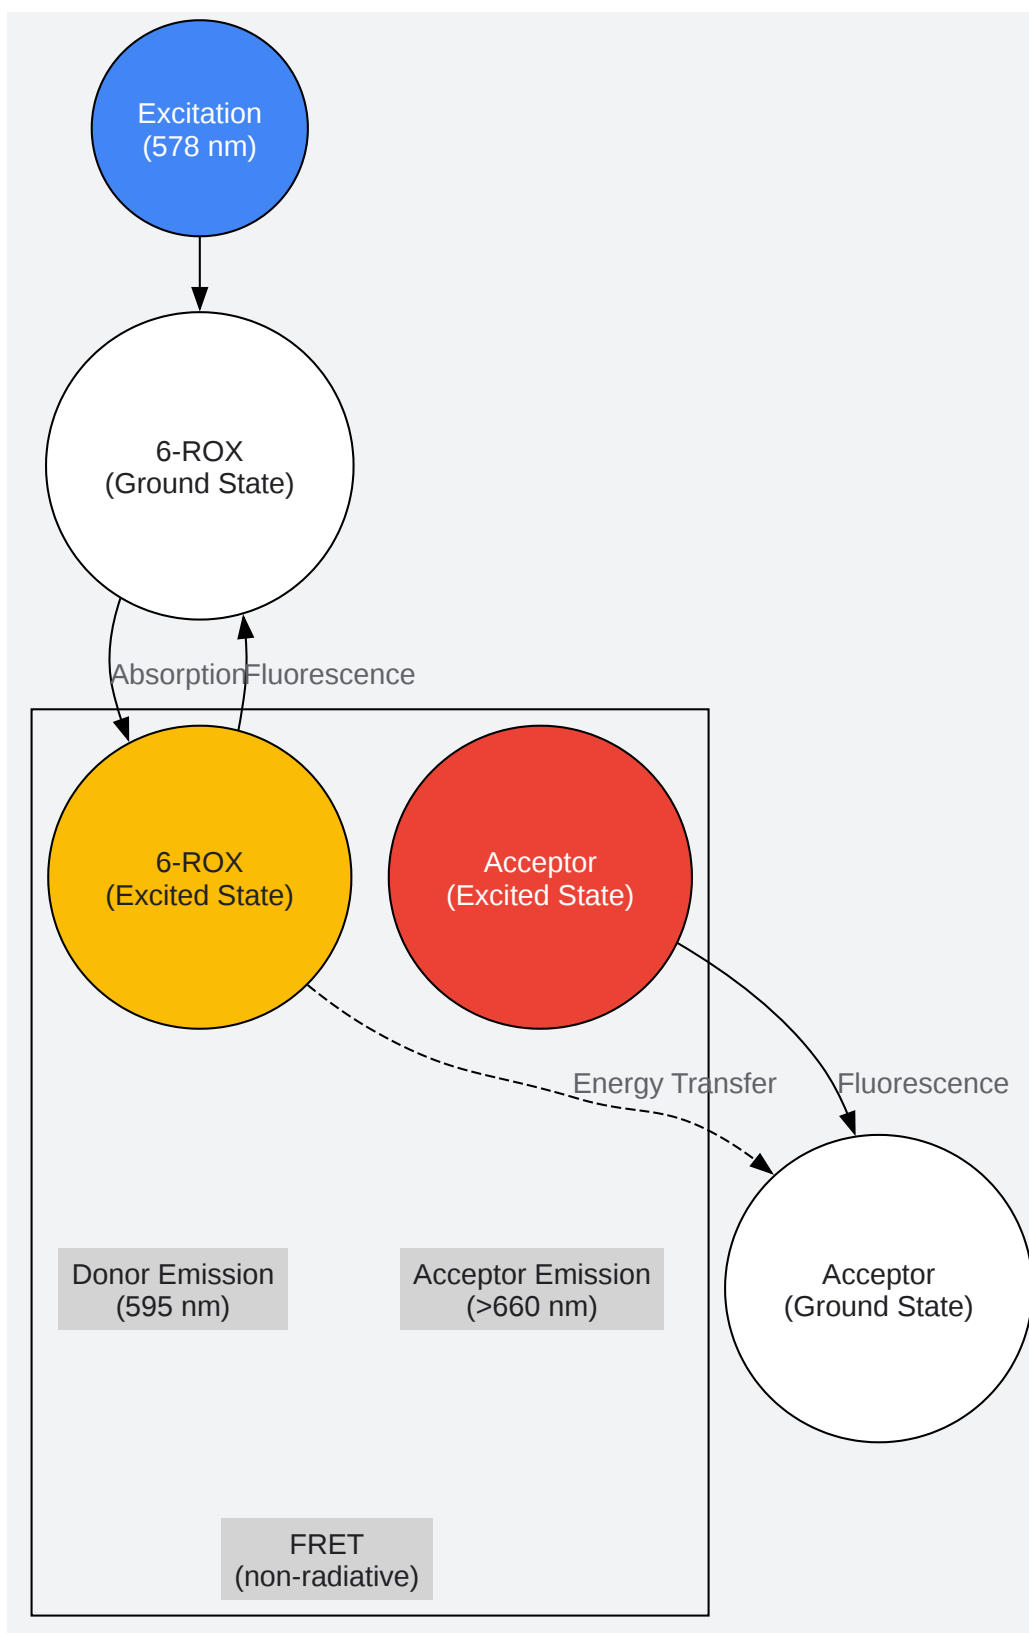 Excitation
(578 nm)
6-ROX
(Ground State)
Absorption
Fluorescence
6-ROX
(Excited State)
Acceptor
(Excited State)
Energy Transfer
Fluorescence
Donor Emission
(595 nm)
Acceptor Emission
(>660 nm)
Acceptor
(Ground State)
FRET
(non-radiative)